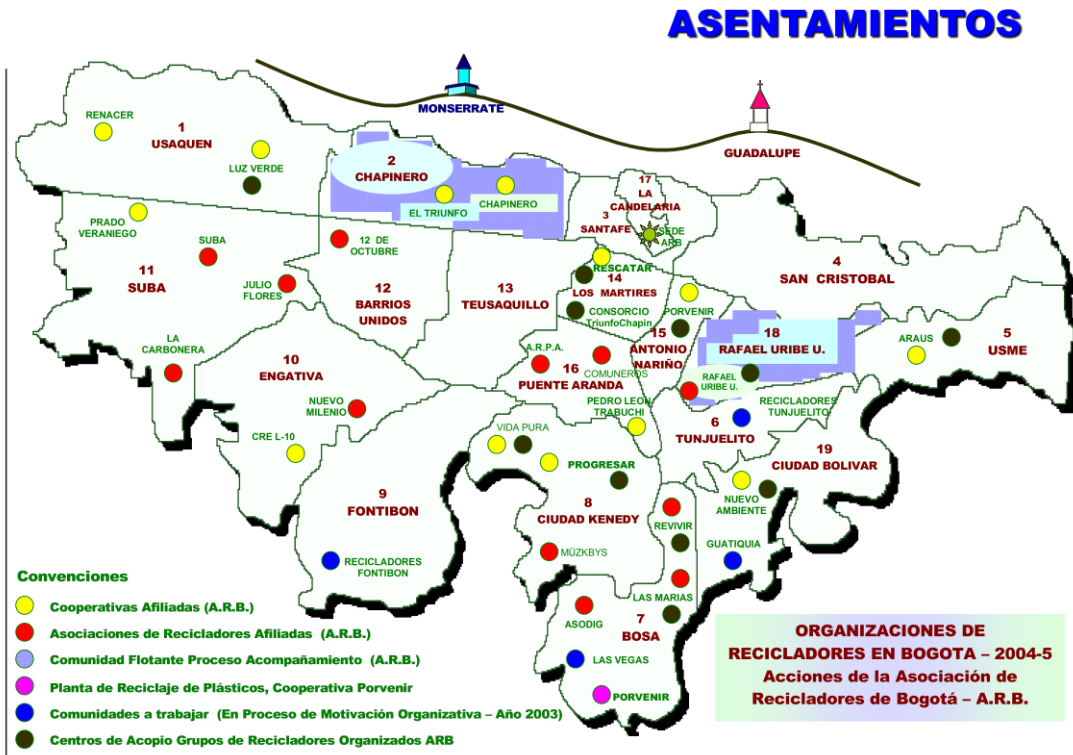 ASENTAMIENTOS
MONSERRATE
GUADALUPE
RENACER
1
USAQUEN
LUZ VERDE
2
CHAPINERO
EL TRIUNFO
CHAPINERO
17
LA
CANDELARIA
3
SANTAFE
SEDE
ARB
PRADO
VERANIEGO
SUBA
11
SUBA
JULIO
FLORES
LA
CARBONERA
12 DE
OCTUBRE
12
BARRIOS
UNIDOS
13
TEUSAQUILLO
RESCATAR
14
LOS MARTIRES
CONSORCIO
TriunfoChapin
4
SAN CRISTOBAL
PORVENIR
15
ANTONIO
NARIÑO
18
RAFAEL URIBE U.
RAFAEL
URIBE U.
ARAUS
5
USME
10
ENGATIVA
NUEVO
MILENIO
CRE L-10
A.R.P.A.
COMUNEROS
16
PUENTE ARANDA
PEDRO LEON
TRABUCHI
RECICLADORES
TUNJUELITO
6
TUNJUELITO
19
CIUDAD BOLIVAR
NUEVO
AMBIENTE
GUATIQUIA
VIDA PURA
PROGRESAR
8
CIUDAD KENEDY
MÜZKBYS
9
FONTIBON
RECICLADORES
FONTIBON
REVIVIR
LAS MARIAS
ASODIG
7
BOSA
LAS VEGAS
PORVENIR
Convenciones
Cooperativas Afiliadas (A.R.B.)
Asociaciones de Recicladores Afiliadas (A.R.B.)
Comunidad Flotante Proceso Acompañamiento (A.R.B.)
Planta de Reciclaje de Plásticos, Cooperativa Porvenir
Comunidades a trabajar (En Proceso de Motivación Organizativa – Año 2003)
Centros de Acopio Grupos de Recicladores Organizados ARB
ORGANIZACIONES DE
RECICLADORES EN BOGOTA – 2004-5
Acciones de la Asociación de
Recicladores de Bogotá – A.R.B.